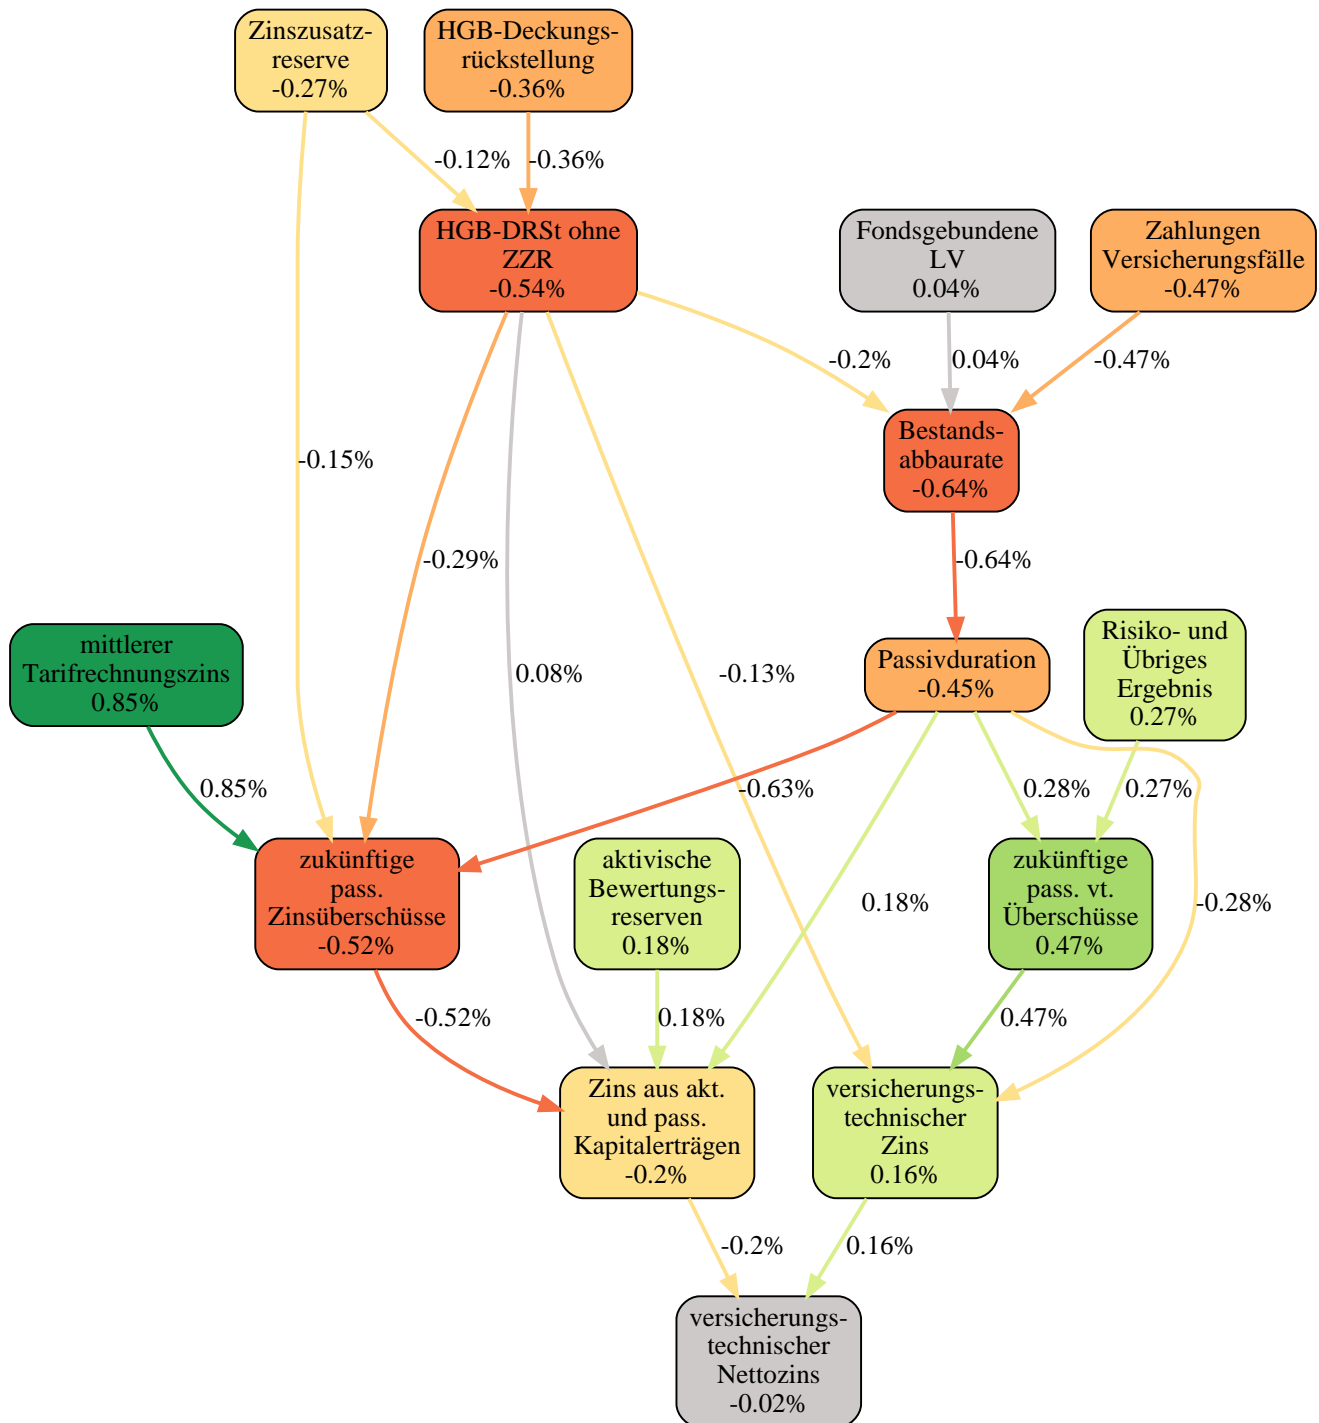 Zinszusatz-
reserve
-0.27%
HGB-Deckungs-
rückstellung
-0.36%
-0.12%
-0.36%
HGB-DRSt ohne
ZZR
-0.54%
Fondsgebundene
LV
0.04%
Zahlungen
Versicherungsfälle
-0.47%
-0.2%
0.04%
-0.47%
Bestands-
abbaurate
-0.64%
-0.15%
-0.29%
-0.64%
mittlerer
Tarifrechnungszins
0.85%
0.08%
-0.13%
Passivduration
-0.45%
Risiko- und
Übriges
Ergebnis
0.27%
0.85%
-0.63%
0.28%
0.27%
zukünftige
pass.
Zinsüberschüsse
-0.52%
aktivische
Bewertungs-
reserven
0.18%
0.18%
zukünftige
pass. vt.
Überschüsse
0.47%
-0.28%
-0.52%
0.18%
0.47%
Zins aus akt.
und pass.
Kapitalerträgen
-0.2%
versicherungs-
technischer
Zins
0.16%
-0.2%
0.16%
versicherungs-
technischer
Nettozins
-0.02%